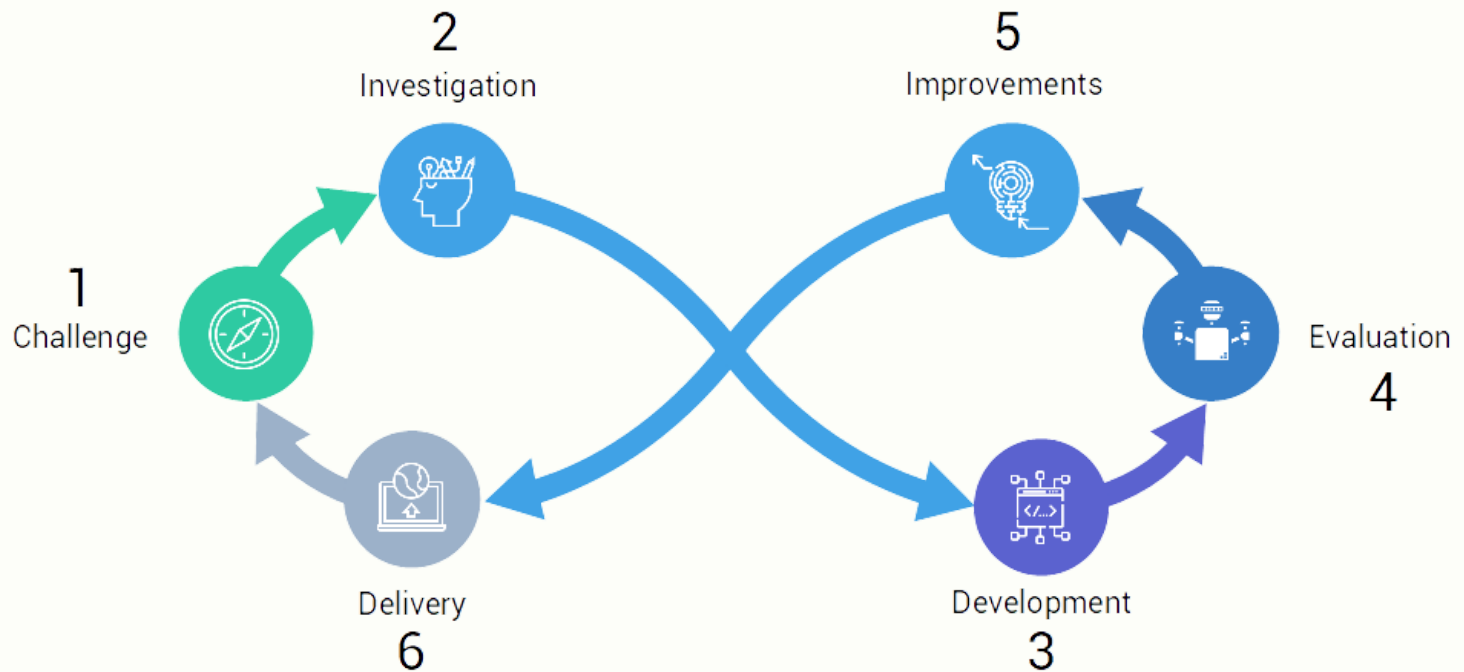 2
Investigation
5
Improvements
1
Challenge
Evaluation
4
</...>
Delivery
6
Development
3